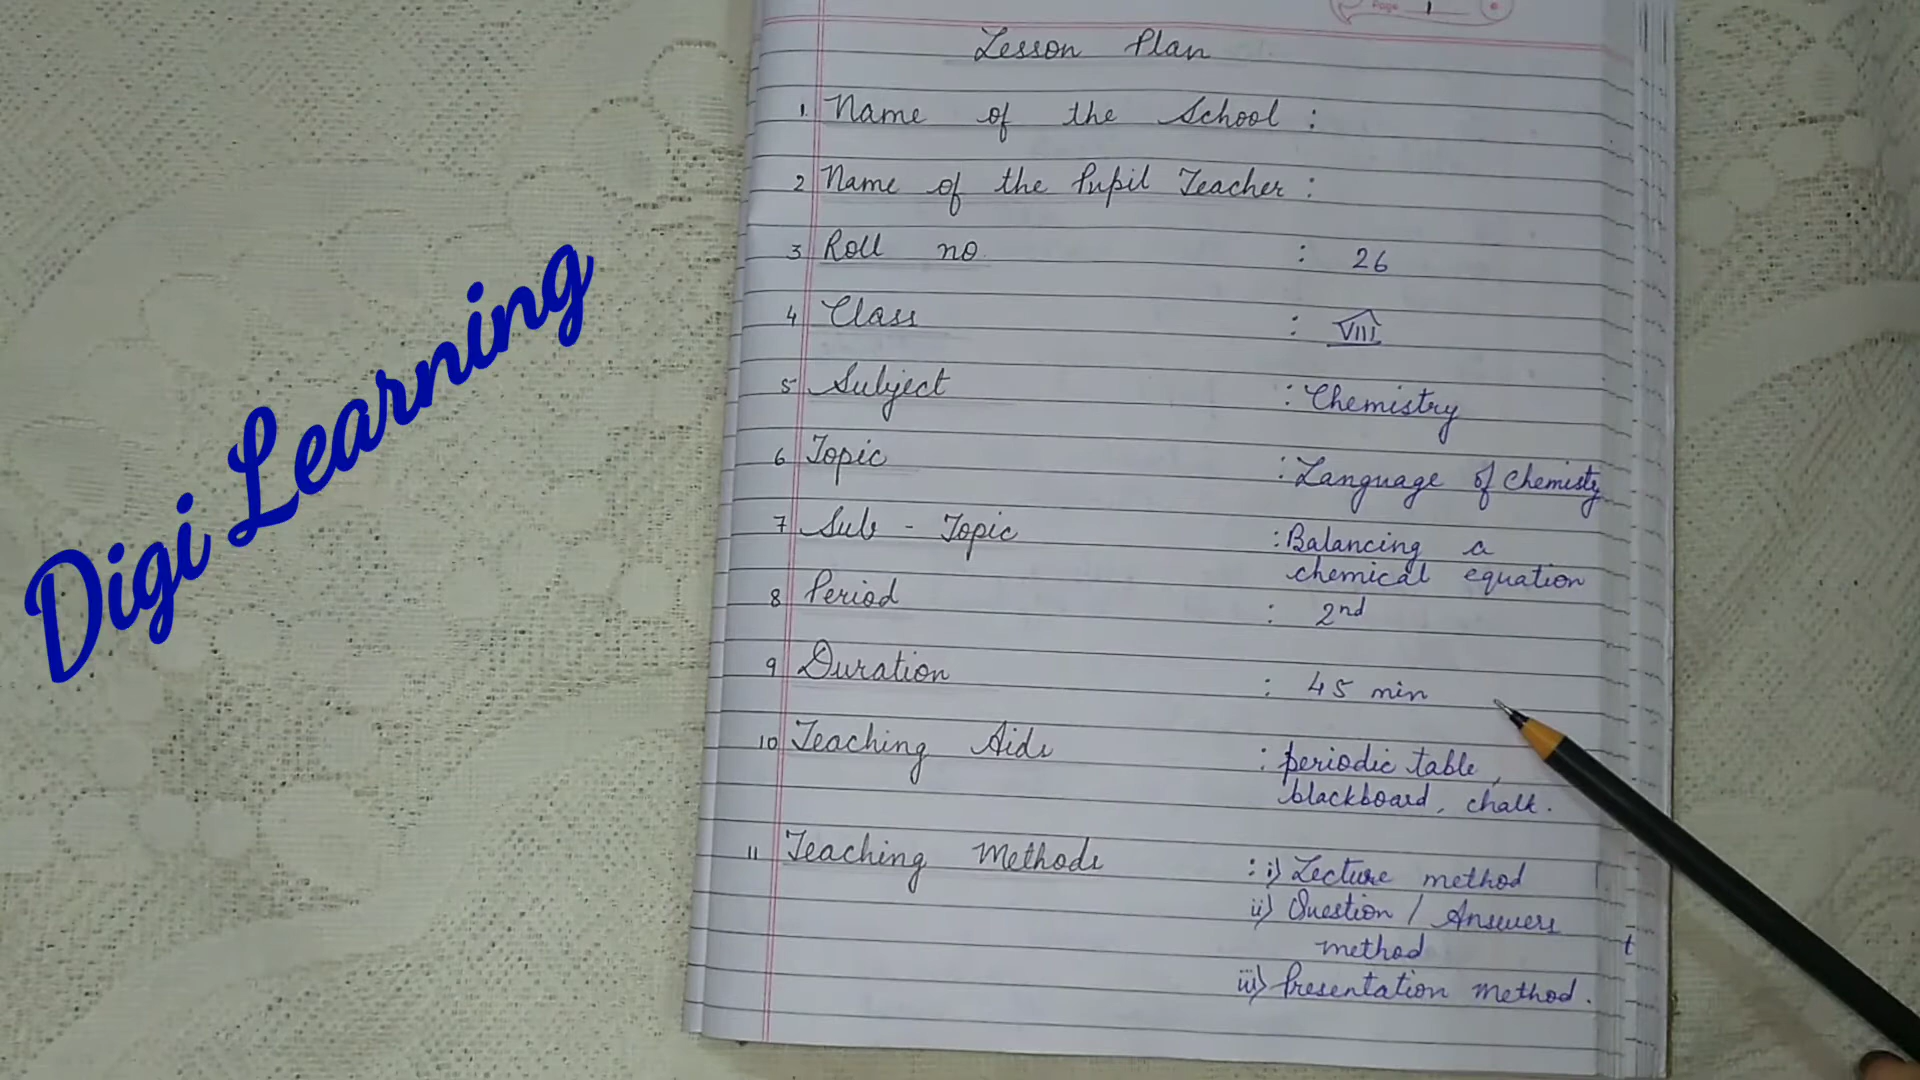 Page 1
Lesson Plan
1. Name of the School :
2 Name of the Pupil Teacher :
3 Roll no. : 26
4 Class : VIII
5 Subject : Chemistry
6 Topic : Language of Chemisty
7 Sub - Topic : Balancing a
chemical equation
8 Period : 2nd
9 Duration : 45 min
10 Teaching Aids : periodic table,
blackboard, chalk.
11 Teaching Methods : i) Lecture method
ii) Question / Answers
method
iii) Presentation method.
t
Digi Learning